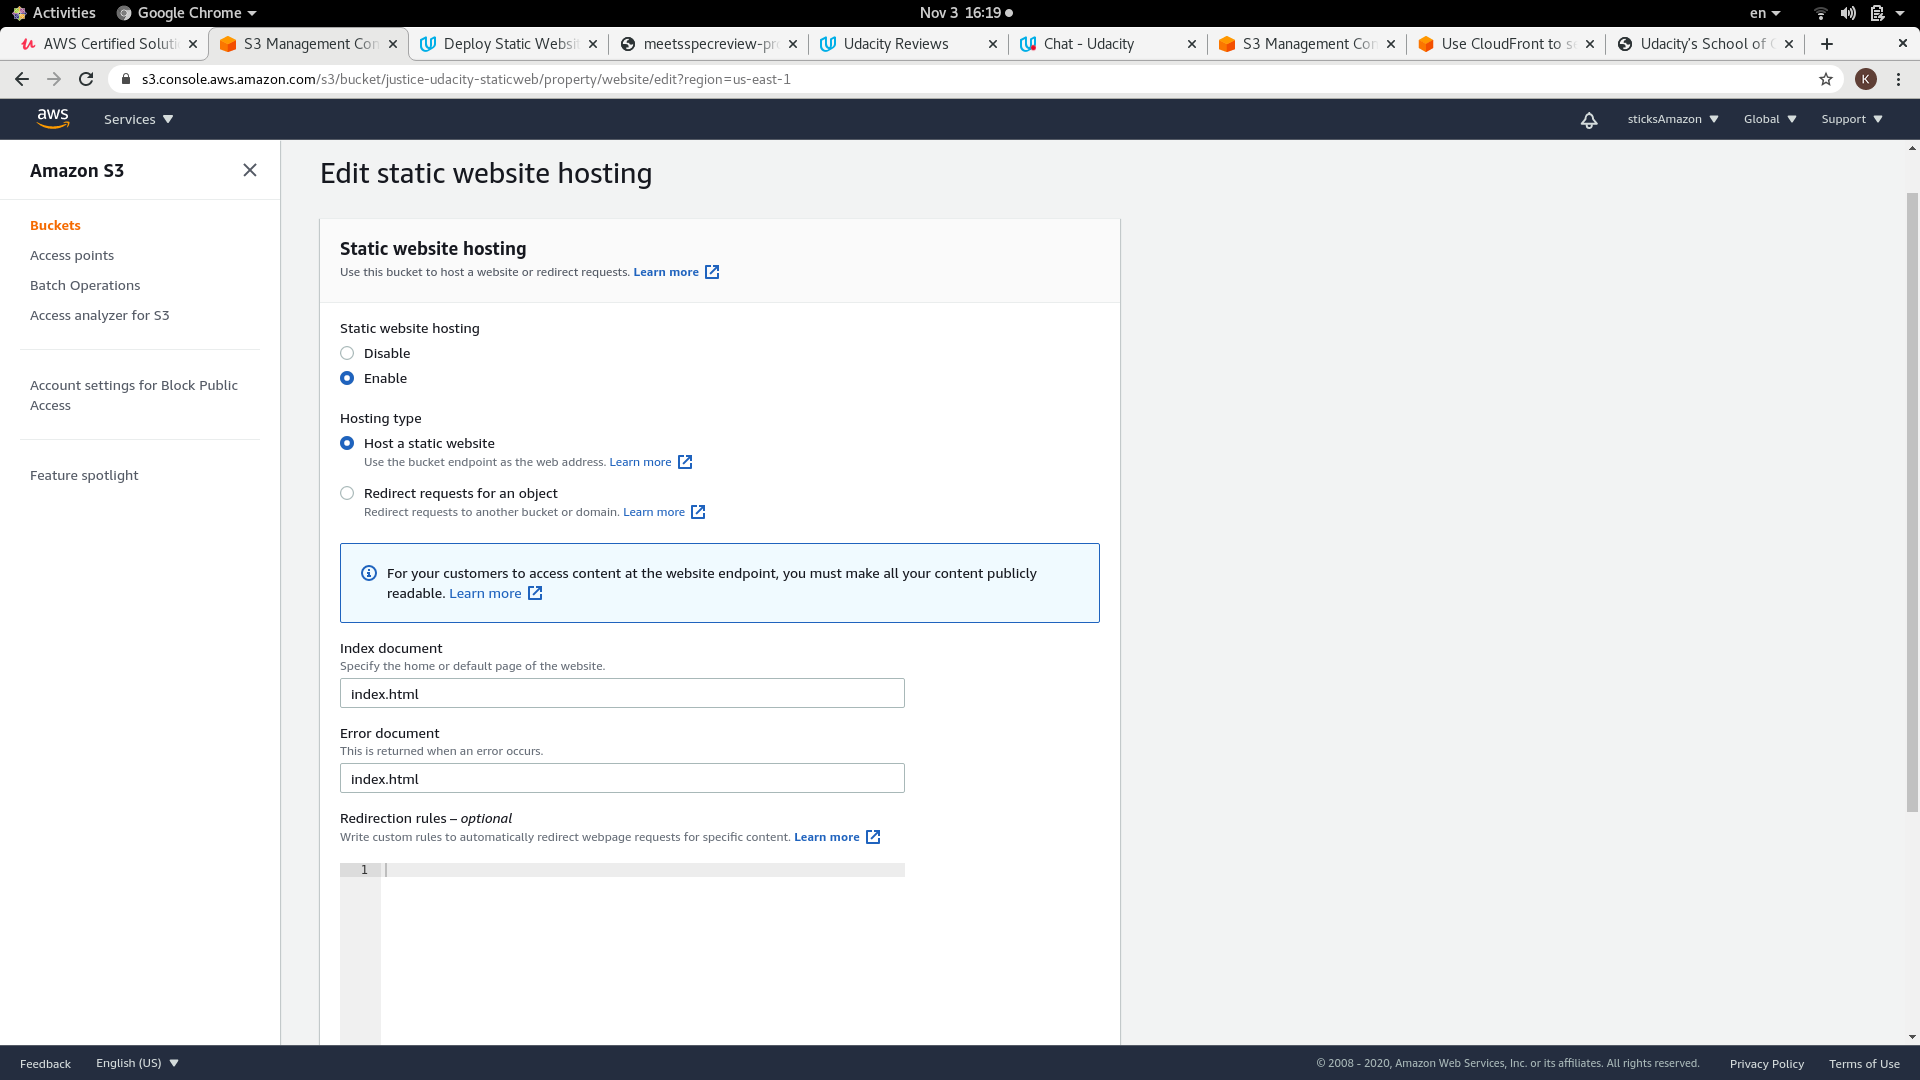 Activities
Google Chrome
Nov 3 16:19
en
AWS Certified Soluti
S3 Management Con
Deploy Static Websit
meetsspecreview-pro
Udacity Reviews
Chat - Udacity
S3 Management Con
Use CloudFront to se
Udacity's School of C
s3.console.aws.amazon.com/s3/bucket/justice-udacity-staticweb/property/website/edit?region=us-east-1
K
aws
Services
sticksAmazon
Global
Support
Amazon S3
Buckets
Access points
Batch Operations
Access analyzer for S3
Account settings for Block Public
Access
Feature spotlight
Edit static website hosting
Static website hosting
Use this bucket to host a website or redirect requests. Learn more
Static website hosting
Disable
Enable
Hosting type
Host a static website
Use the bucket endpoint as the web address. Learn more
Redirect requests for an object
Redirect requests to another bucket or domain. Learn more
For your customers to access content at the website endpoint, you must make all your content publicly
readable. Learn more
Index document
Specify the home or default page of the website.
index.html
Error document
This is returned when an error occurs.
index.html
Redirection rules – optional
Write custom rules to automatically redirect webpage requests for specific content. Learn more
1
Feedback
English (US)
© 2008 - 2020, Amazon Web Services, Inc. or its affiliates. All rights reserved.
Privacy Policy
Terms of Use